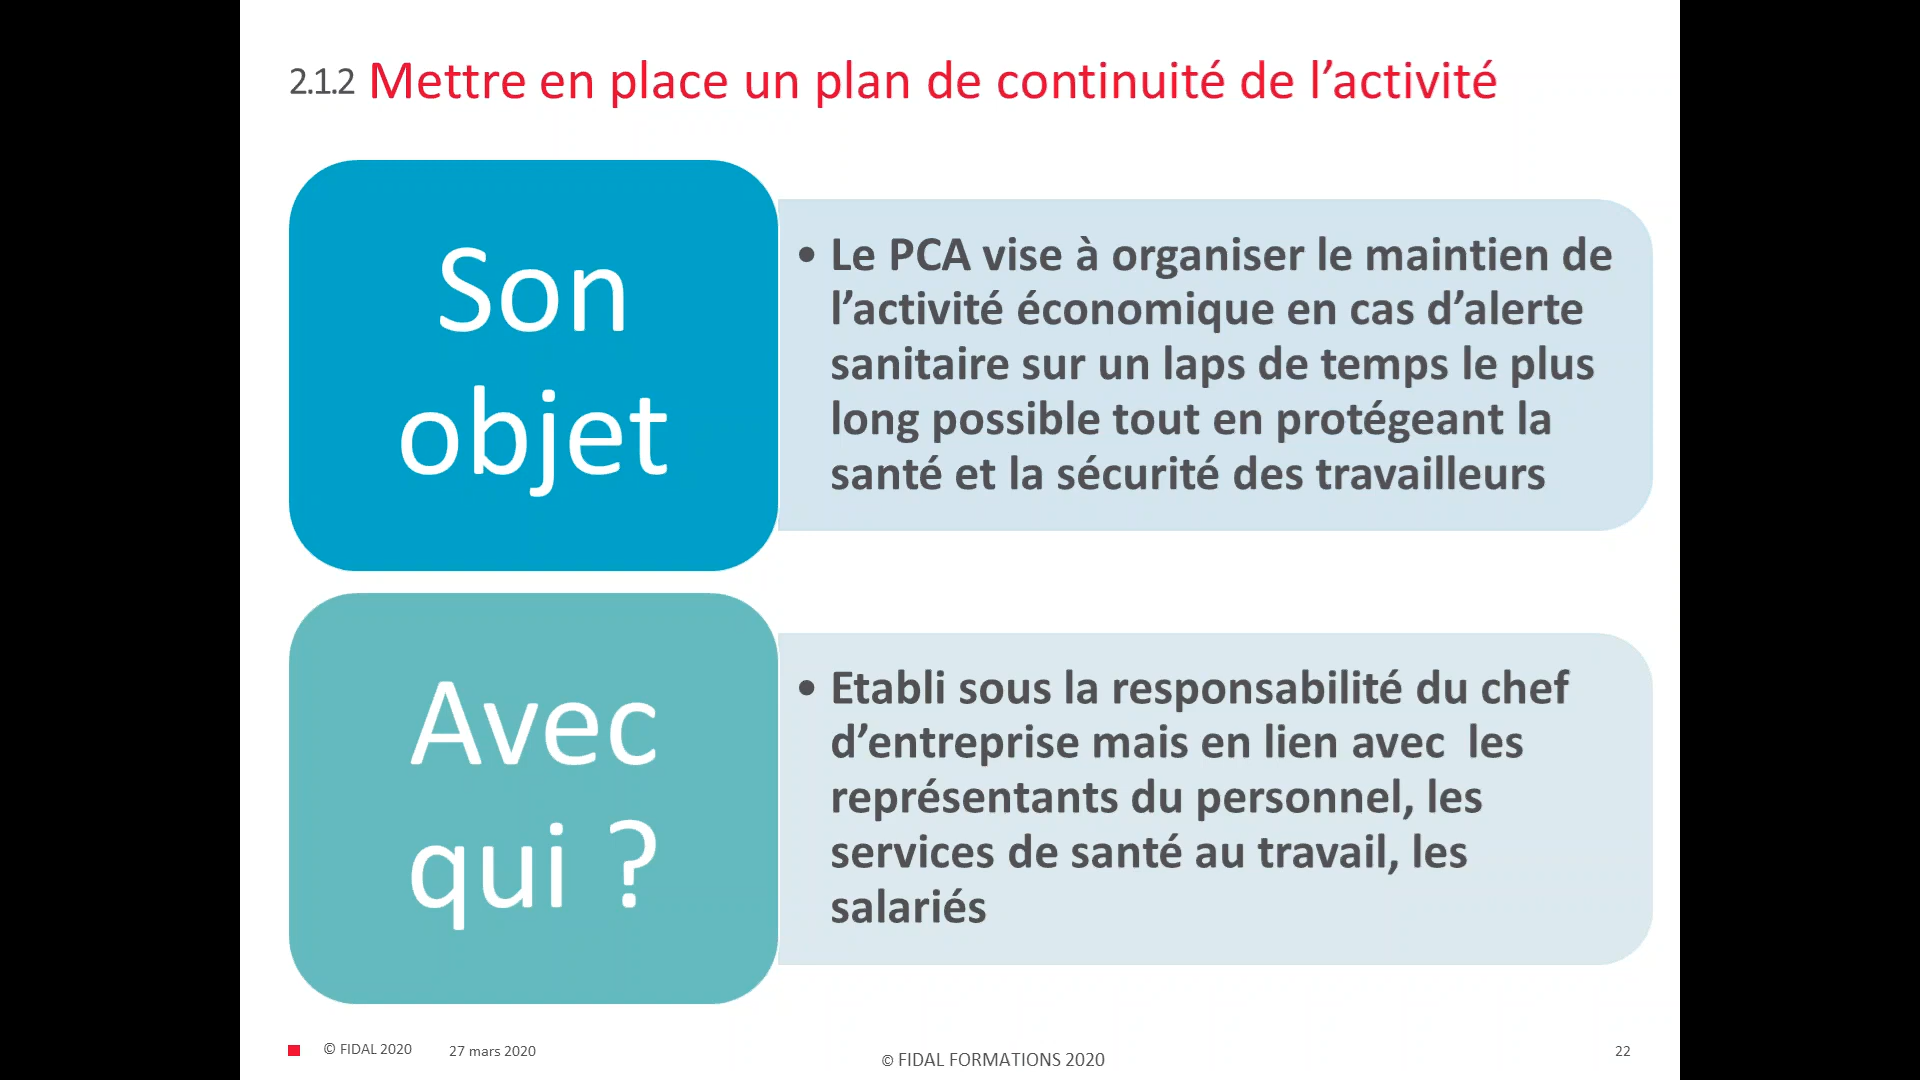 2.1.2 Mettre en place un plan de continuité de l’activité
Son
objet
• Le PCA vise à organiser le maintien de
l’activité économique en cas d’alerte
sanitaire sur un laps de temps le plus
long possible tout en protégeant la
santé et la sécurité des travailleurs
Avec
qui ?
• Etabli sous la responsabilité du chef
d’entreprise mais en lien avec  les
représentants du personnel, les
services de santé au travail, les
salariés
© FIDAL 2020
27 mars 2020
© FIDAL FORMATIONS 2020
22